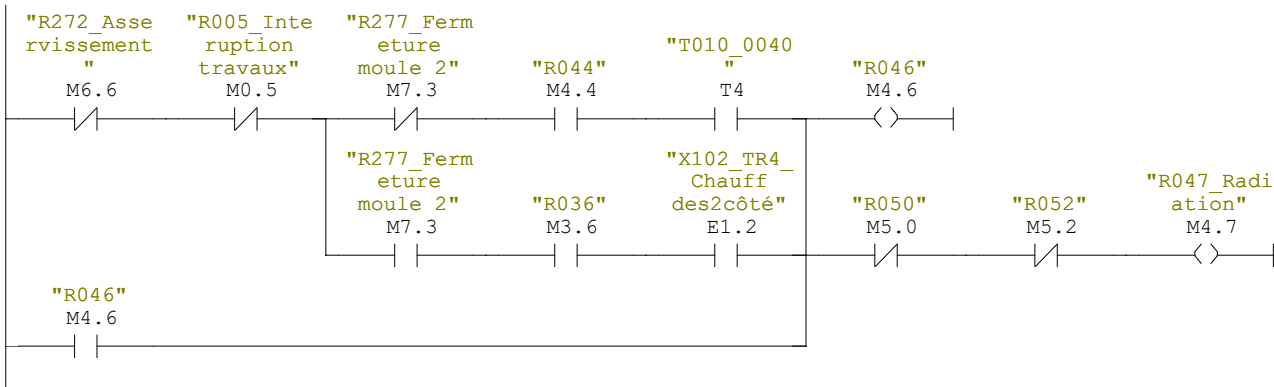 "R272_Asse "R005_Inte "R277_Ferm
rvissement ruption eture "T010_0040
" travaux" moule 2" "R044" " "R046"
M6.6 M0.5 M7.3 M4.4 T4 M4.6
"R277_Ferm "X102_TR4_
eture Chauff "R047_Radi
moule 2" "R036" des2côté" "R050" "R052" ation"
M7.3 M3.6 E1.2 M5.0 M5.2 M4.7
"R046"
M4.6